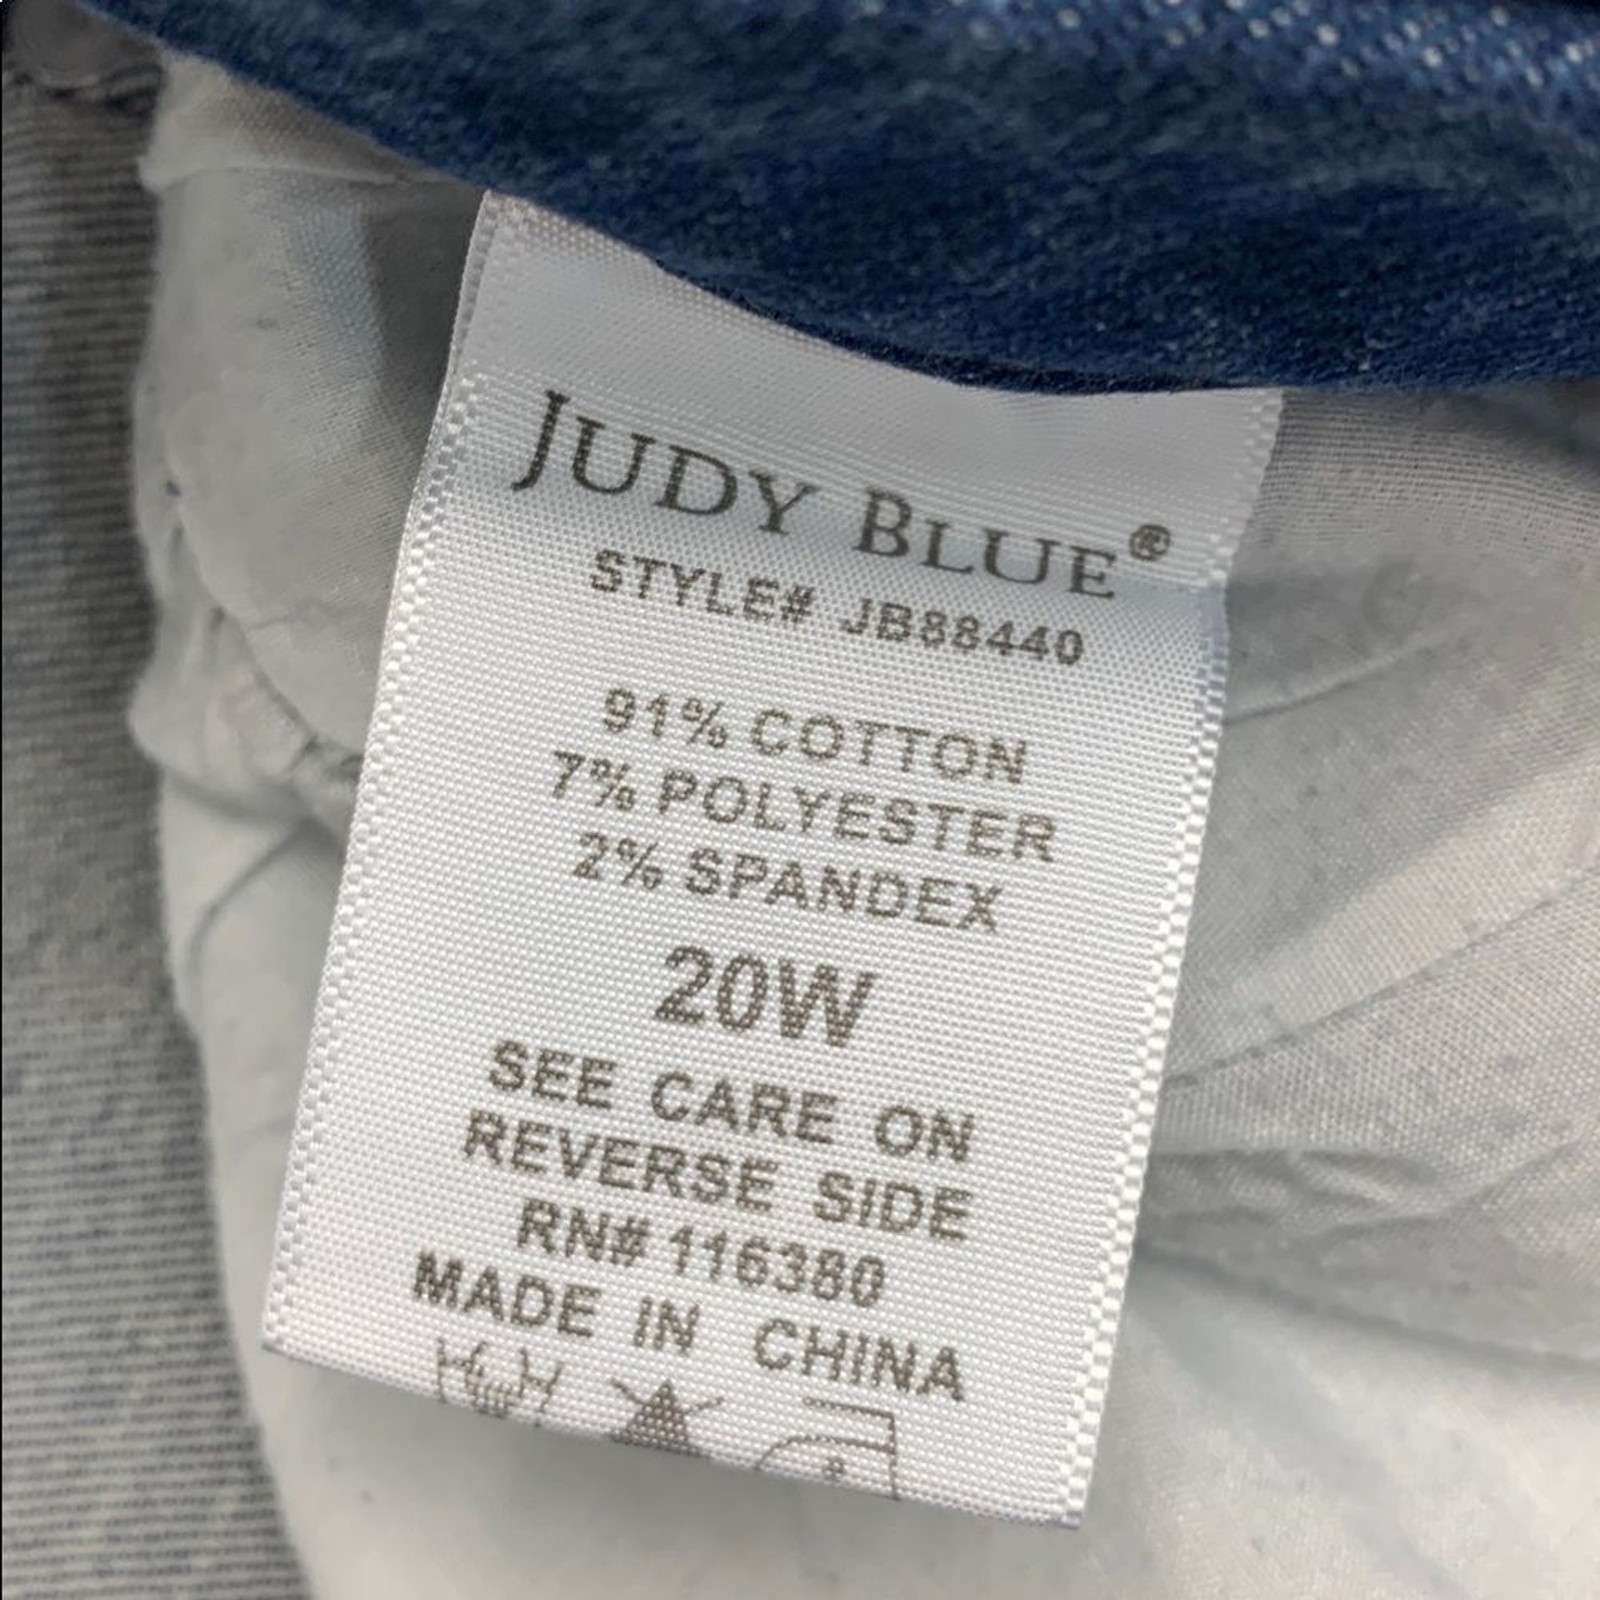 JUDY BLUE®
STYLE# JB88440
91% COTTON
7% POLYESTER
2% SPANDEX
20W
SEE CARE ON
REVERSE SIDE
RN# 116380
MADE IN CHINA